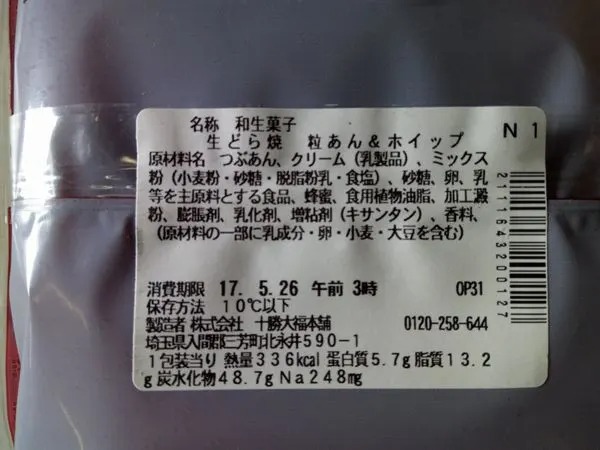 名称 和生菓子
生どら焼 粒あん&ホイップ
N1
原材料名 つぶあん、クリーム(乳製品)、ミックス
粉(小麦粉・砂糖・脱脂粉乳・食塩)、砂糖、卵、乳
等を主原料とする食品、蜂蜜、食用植物油脂、加工澱
粉、膨脹剤、乳化剤、増粘剤(キサンタン)、香料、
(原材料の一部に乳成分・卵・小麦・大豆を含む)
消費期限 17. 5.26 午前 3時 OP31
保存方法 10℃以下
製造者 株式会社 十勝大福本舗 0120-258-644
埼玉県入間郡三芳町北永井590-1
1包装当り 熱量336kcal 蛋白質5.7g 脂質13.2
g 炭水化物48.7g Na248mg
2111643200127